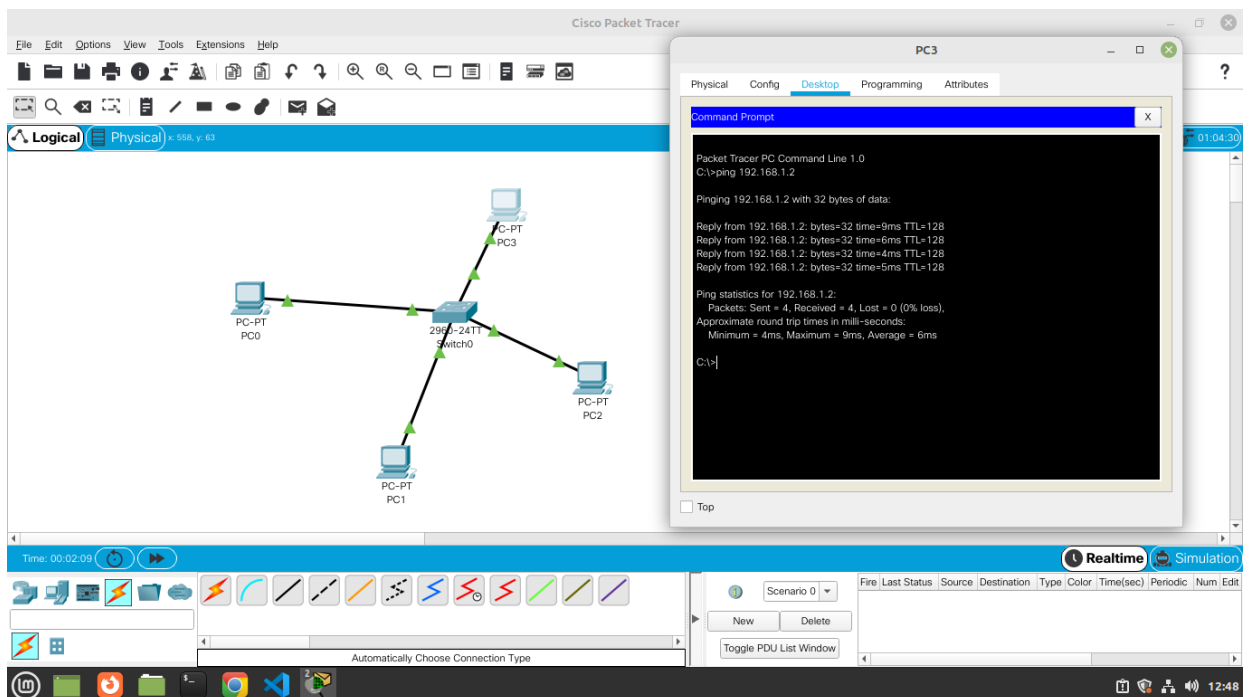 Cisco Packet Tracer
File Edit Options View Tools Extensions Help
?
Logical Physical x: 558, y: 63
01:04:30
PC-PT
PC3
PC-PT
PC0
2960-24TT
Switch0
PC-PT
PC2
PC-PT
PC1
PC3
Physical Config Desktop Programming Attributes
Command Prompt
X
Packet Tracer PC Command Line 1.0
C:\>ping 192.168.1.2
Pinging 192.168.1.2 with 32 bytes of data:
Reply from 192.168.1.2: bytes=32 time=9ms TTL=128
Reply from 192.168.1.2: bytes=32 time=6ms TTL=128
Reply from 192.168.1.2: bytes=32 time=4ms TTL=128
Reply from 192.168.1.2: bytes=32 time=5ms TTL=128
Ping statistics for 192.168.1.2:
Packets: Sent = 4, Received = 4, Lost = 0 (0% loss),
Approximate round trip times in milli-seconds:
Minimum = 4ms, Maximum = 9ms, Average = 6ms
C:\>
Top
Time: 00:02:09
Realtime Simulation
Scenario 0
New Delete
Toggle PDU List Window
Fire Last Status Source Destination Type Color Time(sec) Periodic Num Edit
Automatically Choose Connection Type
12:48